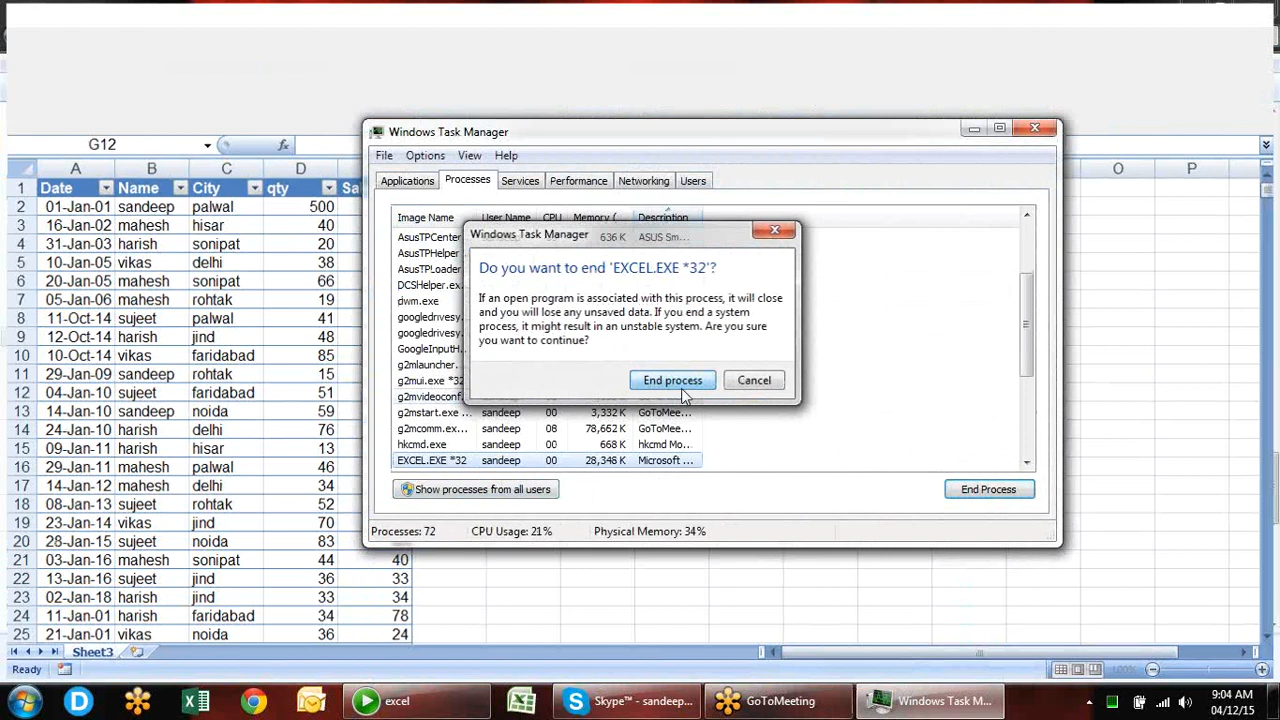 G12
fx
O P
A B C D
1 Date Name City qty Sal
2 01-Jan-01 sandeep palwal 500
3 16-Jan-02 mahesh hisar 40
4 31-Jan-03 harish sonipat 20
5 10-Jan-05 vikas delhi 38
6 20-Jan-05 mahesh sonipat 66
7 05-Jan-06 mahesh rohtak 19
8 11-Oct-14 sujeet palwal 41
9 12-Oct-14 harish jind 48
10 10-Oct-14 vikas faridabad 85
11 29-Jan-09 sandeep rohtak 15
12 04-Jan-10 sujeet faridabad 51
13 14-Jan-10 sandeep noida 59
14 24-Jan-10 harish delhi 76
15 09-Jan-11 harish hisar 13
16 29-Jan-11 mahesh palwal 46
17 14-Jan-12 mahesh delhi 34
18 08-Jan-13 sujeet rohtak 52
19 23-Jan-14 vikas jind 70
20 28-Jan-15 sujeet noida 83
21 03-Jan-16 mahesh sonipat 44 40
22 13-Jan-16 sujeet jind 36 33
23 02-Jan-18 harish jind 33 34
24 11-Jan-01 harish faridabad 34 78
25 21-Jan-01 vikas noida 36 24
Sheet3
Ready
100%
Windows Task Manager
File Options View Help
Applications Processes Services Performance Networking Users
Image Name User Name CPU Memory ( Description
AsusTPCenter 636 K ASUS Sm...
AsusTPHelper
AsusTPLoader
DCSHelper.ex
dwm.exe
googledrivesy
googledrivesy
GoogleInputH
g2mlauncher.
g2mui.exe *32
g2mvideoconf
g2mstart.exe ... sandeep 00 3,332 K GoToMee...
g2mcomm.exe... sandeep 08 78,662 K GoToMee...
hkcmd.exe sandeep 00 668 K hkcmd Mo...
EXCEL.EXE *32 sandeep 00 28,348 K Microsoft ...
Windows Task Manager
Do you want to end 'EXCEL.EXE *32'?
If an open program is associated with this process, it will close
and you will lose any unsaved data. If you end a system
process, it might result in an unstable system. Are you sure
you want to continue?
End process Cancel
Show processes from all users End Process
Processes: 72 CPU Usage: 21% Physical Memory: 34%
D excel Skype™ - sandeep... GoToMeeting Windows Task M...
9:04 AM
04/12/15